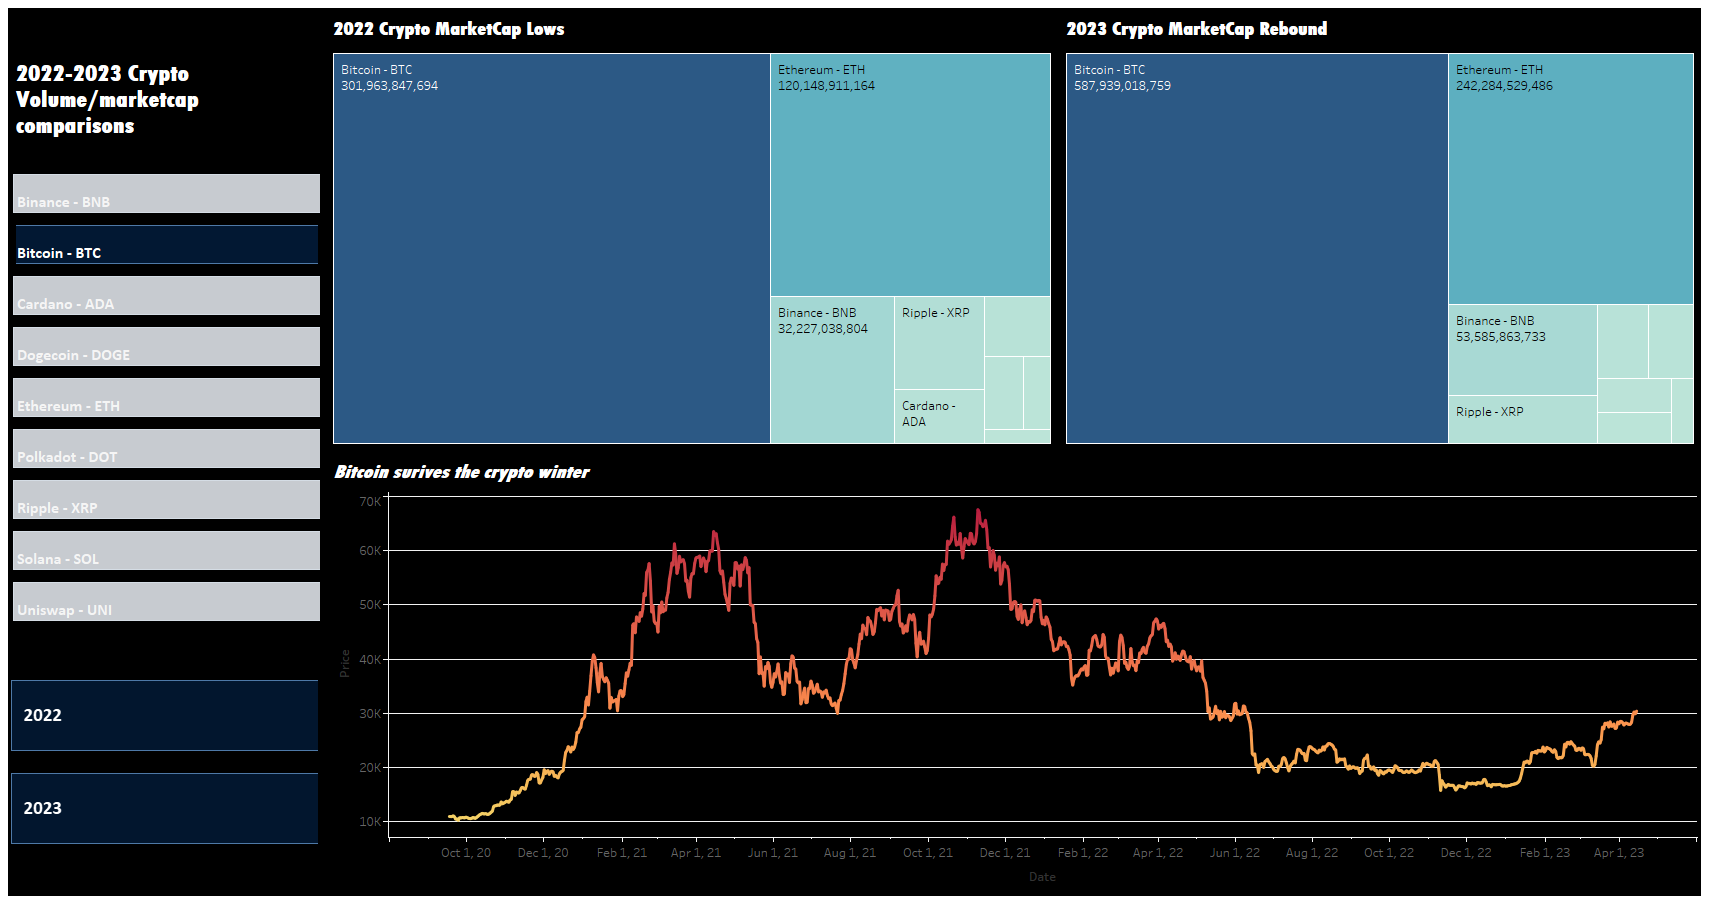 2022-2023 Crypto
Volume/marketcap
comparisons
Binance - BNB
Bitcoin - BTC
Cardano - ADA
Dogecoin - DOGE
Ethereum - ETH
Polkadot - DOT
Ripple - XRP
Solana - SOL
Uniswap - UNI
2022
2023
2022 Crypto MarketCap Lows
Bitcoin - BTC
301,963,847,694
Ethereum - ETH
120,148,911,164
Binance - BNB
32,227,038,804
Ripple - XRP
Cardano -
ADA
2023 Crypto MarketCap Rebound
Bitcoin - BTC
587,939,018,759
Ethereum - ETH
242,284,529,486
Binance - BNB
53,585,863,733
Ripple - XRP
Bitcoin surives the crypto winter
70K
60K
50K
40K
30K
20K
10K
Price
Oct 1, 20
Dec 1, 20
Feb 1, 21
Apr 1, 21
Jun 1, 21
Aug 1, 21
Oct 1, 21
Dec 1, 21
Feb 1, 22
Apr 1, 22
Jun 1, 22
Aug 1, 22
Oct 1, 22
Dec 1, 22
Feb 1, 23
Apr 1, 23
Date